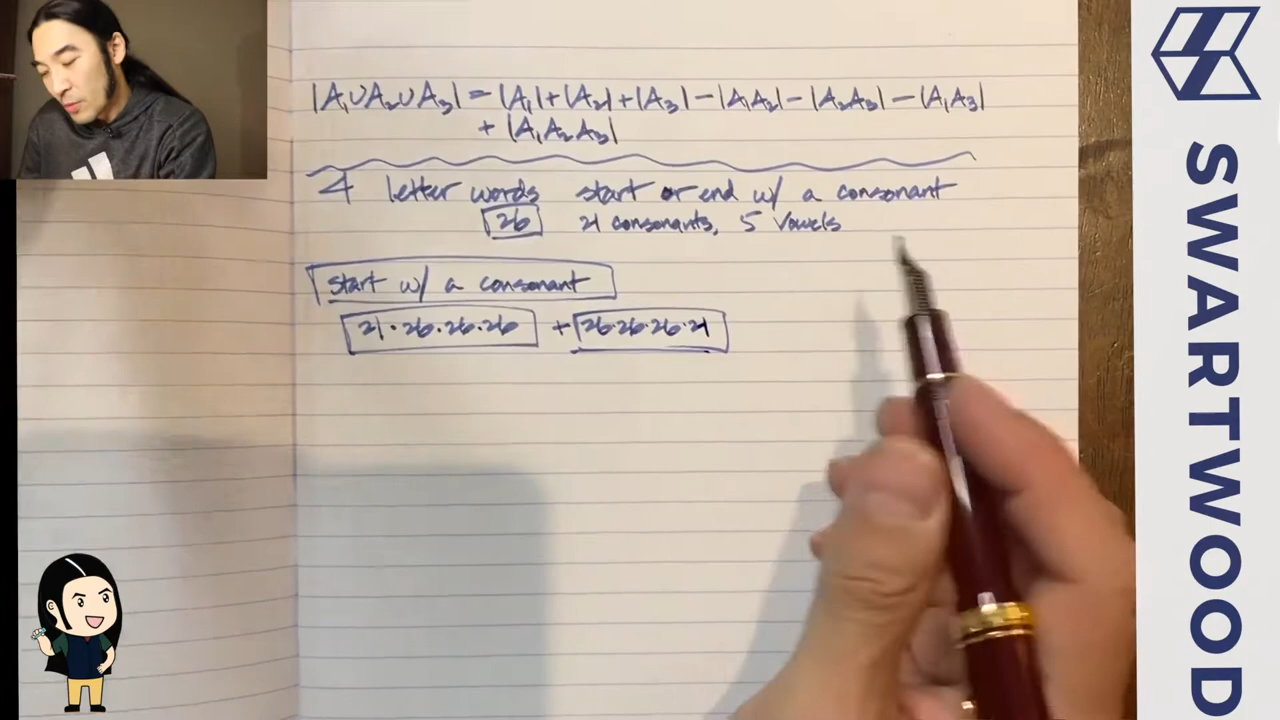 |A₁∪A₂∪A₃| = |A₁|+|A₂|+|A₃|-|A₁A₂|-|A₂A₃|-|A₁A₃|
+ |A₁A₂A₃|
4 letter words start or end w/ a consonant
26 21 consonants, 5 vowels
start w/ a consonant
21·26·26·26 + 26·26·26·21
SWARTWOOD